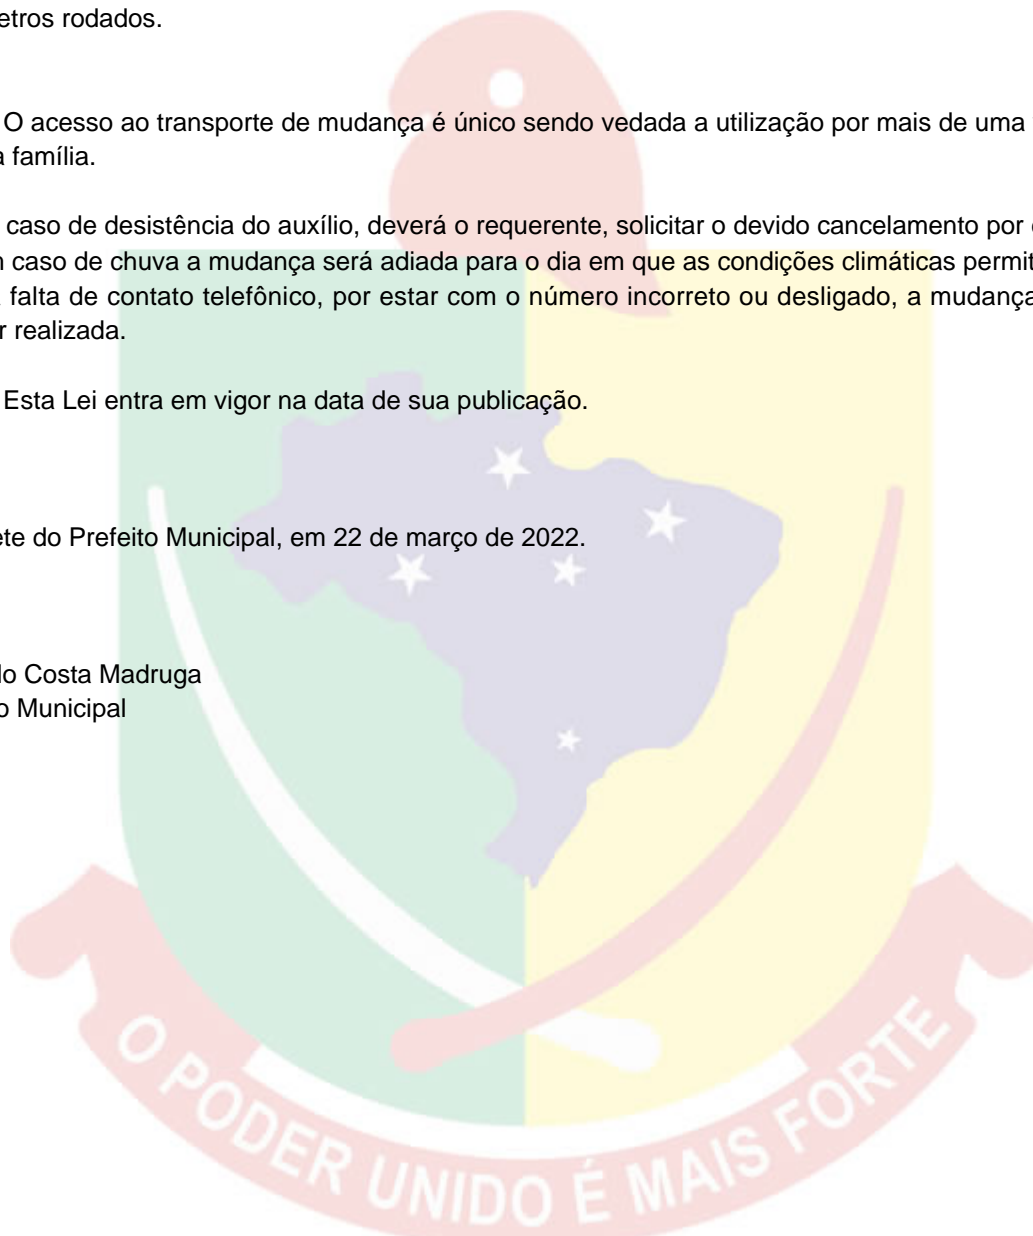 etros rodados.
O acesso ao transporte de mudança é único sendo vedada a utilização por mais de uma
a família.
caso de desistência do auxílio, deverá o requerente, solicitar o devido cancelamento por
caso de chuva a mudança será adiada para o dia em que as condições climáticas permit
falta de contato telefônico, por estar com o número incorreto ou desligado, a mudança
r realizada.
Esta Lei entra em vigor na data de sua publicação.
ete do Prefeito Municipal, em 22 de março de 2022.
do Costa Madruga
o Municipal
O PODER UNIDO É MAIS FORTE